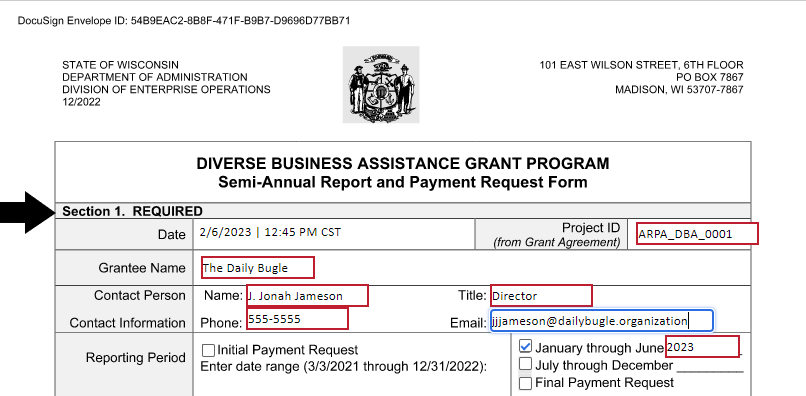 DocuSign Envelope ID: 54B9EAC2-8B8F-471F-B9B7-D9696D77BB71
STATE OF WISCONSIN
DEPARTMENT OF ADMINISTRATION
DIVISION OF ENTERPRISE OPERATIONS
12/2022
101 EAST WILSON STREET, 6TH FLOOR
PO BOX 7867
MADISON, WI 53707-7867
DIVERSE BUSINESS ASSISTANCE GRANT PROGRAM
Semi-Annual Report and Payment Request Form
Section 1. REQUIRED
Date 2/6/2023 | 12:45 PM CST Project ID ARPA_DBA_0001
(from Grant Agreement)
Grantee Name The Daily Bugle
Contact Person Name: J. Jonah Jameson Title: Director
Contact Information Phone: 555-5555 Email: jjjameson@dailybugle.organization
Reporting Period Initial Payment Request January through June 2023
Enter date range (3/3/2021 through 12/31/2022): July through December _________
Final Payment Request